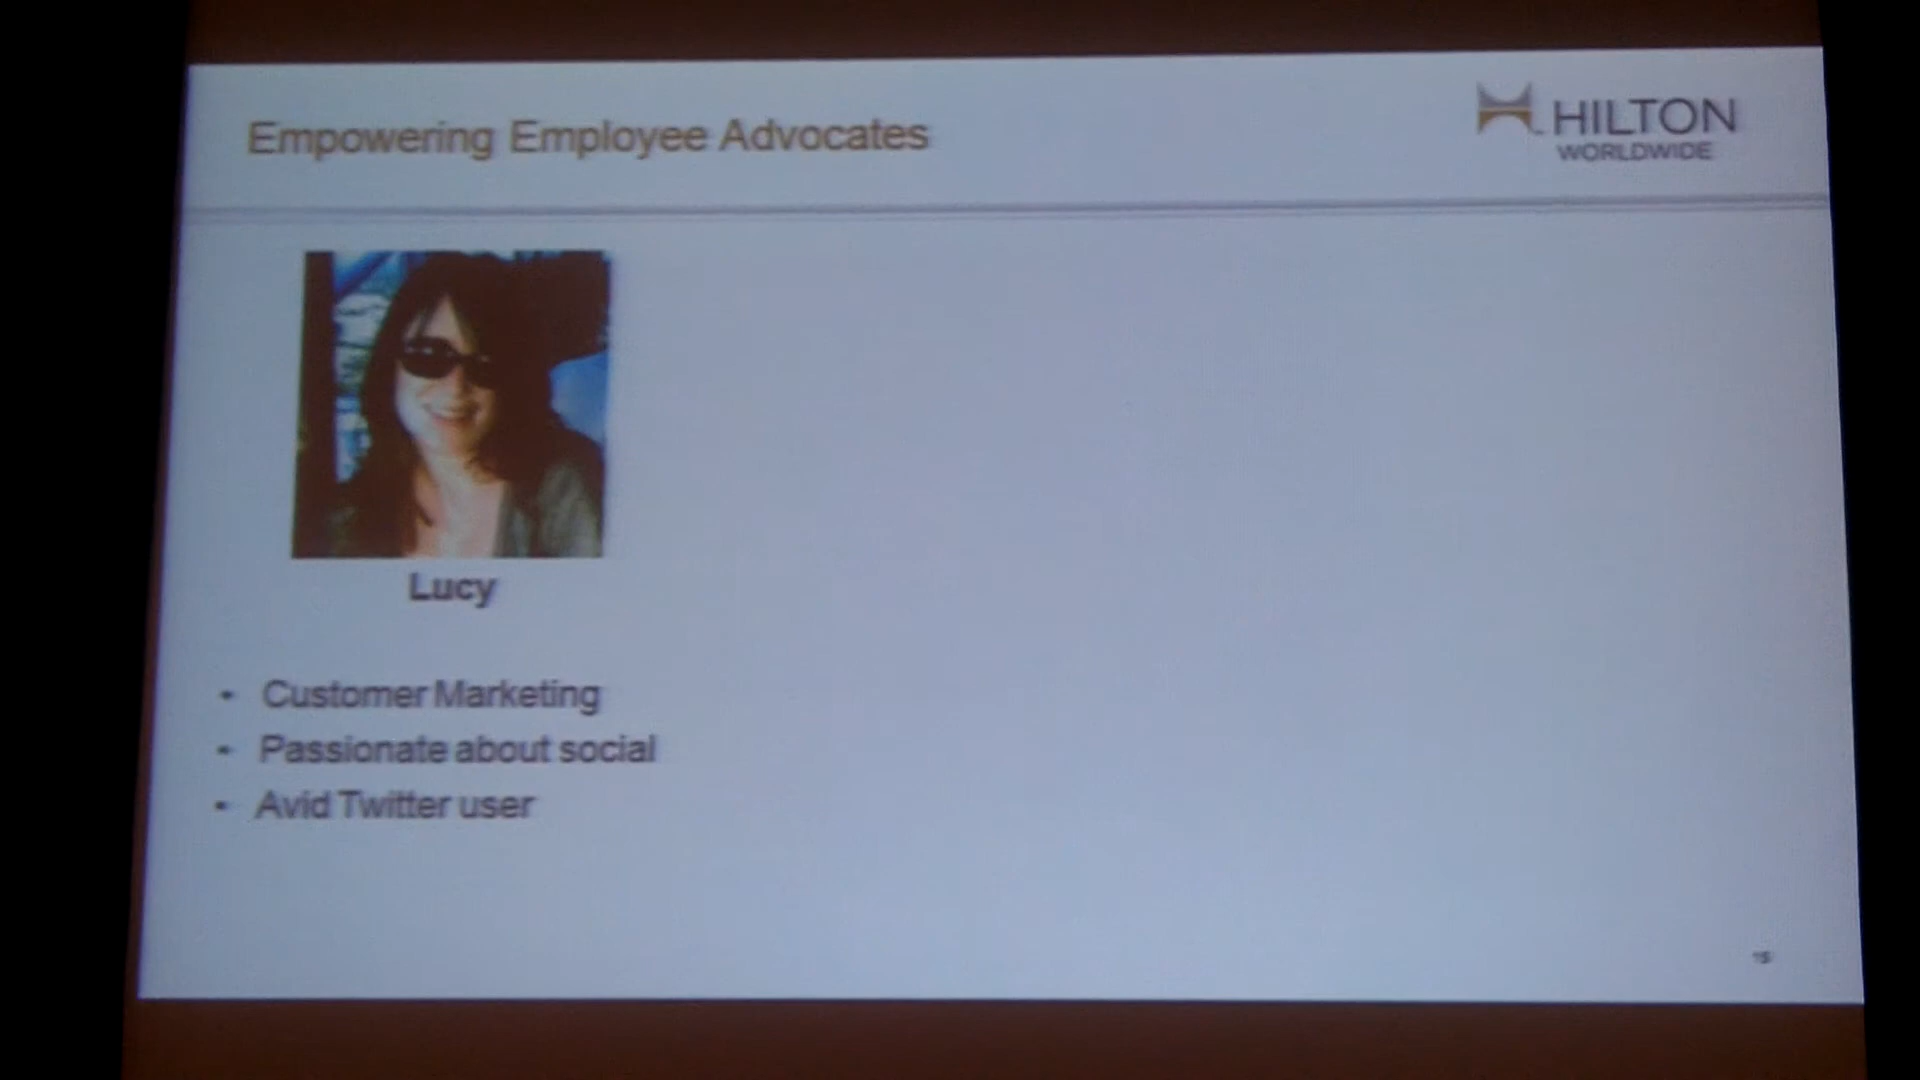 Empowering Employee Advocates
HILTON
WORLDWIDE
Lucy
• Customer Marketing
• Passionate about social
• Avid Twitter user